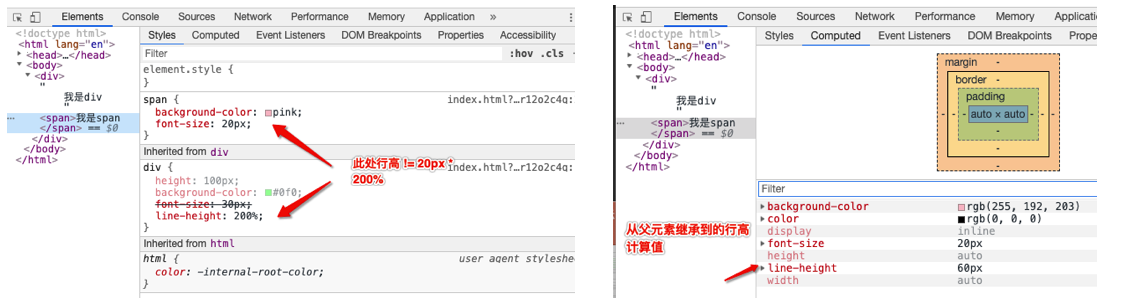 Elements Console Sources Network Performance Memory Application »
<!doctype html>
<html lang="en">
<head>…</head>
<body>
<div>
"
我是div
"
<span>我是span
</span> == $0
</div>
</body>
</html>
Styles Computed Event Listeners DOM Breakpoints Properties Accessibility
Filter :hov .cls
element.style {
}
span { index.html?…r12o2c4q:
background-color: pink;
font-size: 20px;
}
Inherited from div
div { index.html?…r12o2c4q:
height: 100px;
background-color: #0f0;
font-size: 30px;
line-height: 200%;
}
Inherited from html
html { user agent styleshe
color: -internal-root-color;
}
此处行高 != 20px *
200%
Elements Console Sources Network Performance Memory Applicati
<!doctype html>
<html lang="en">
<head>…</head>
<body>
<div>
"
我是div
"
<span>我是span
</span> == $0
</div>
</body>
</html>
Styles Computed Event Listeners DOM Breakpoints Prope
margin -
border -
padding -
- - - auto × auto - - -
-
-
-
Filter
background-color rgb(255, 192, 203)
color rgb(0, 0, 0)
display inline
font-size 20px
height auto
line-height 60px
width auto
从父元素继承到的行高
计算值